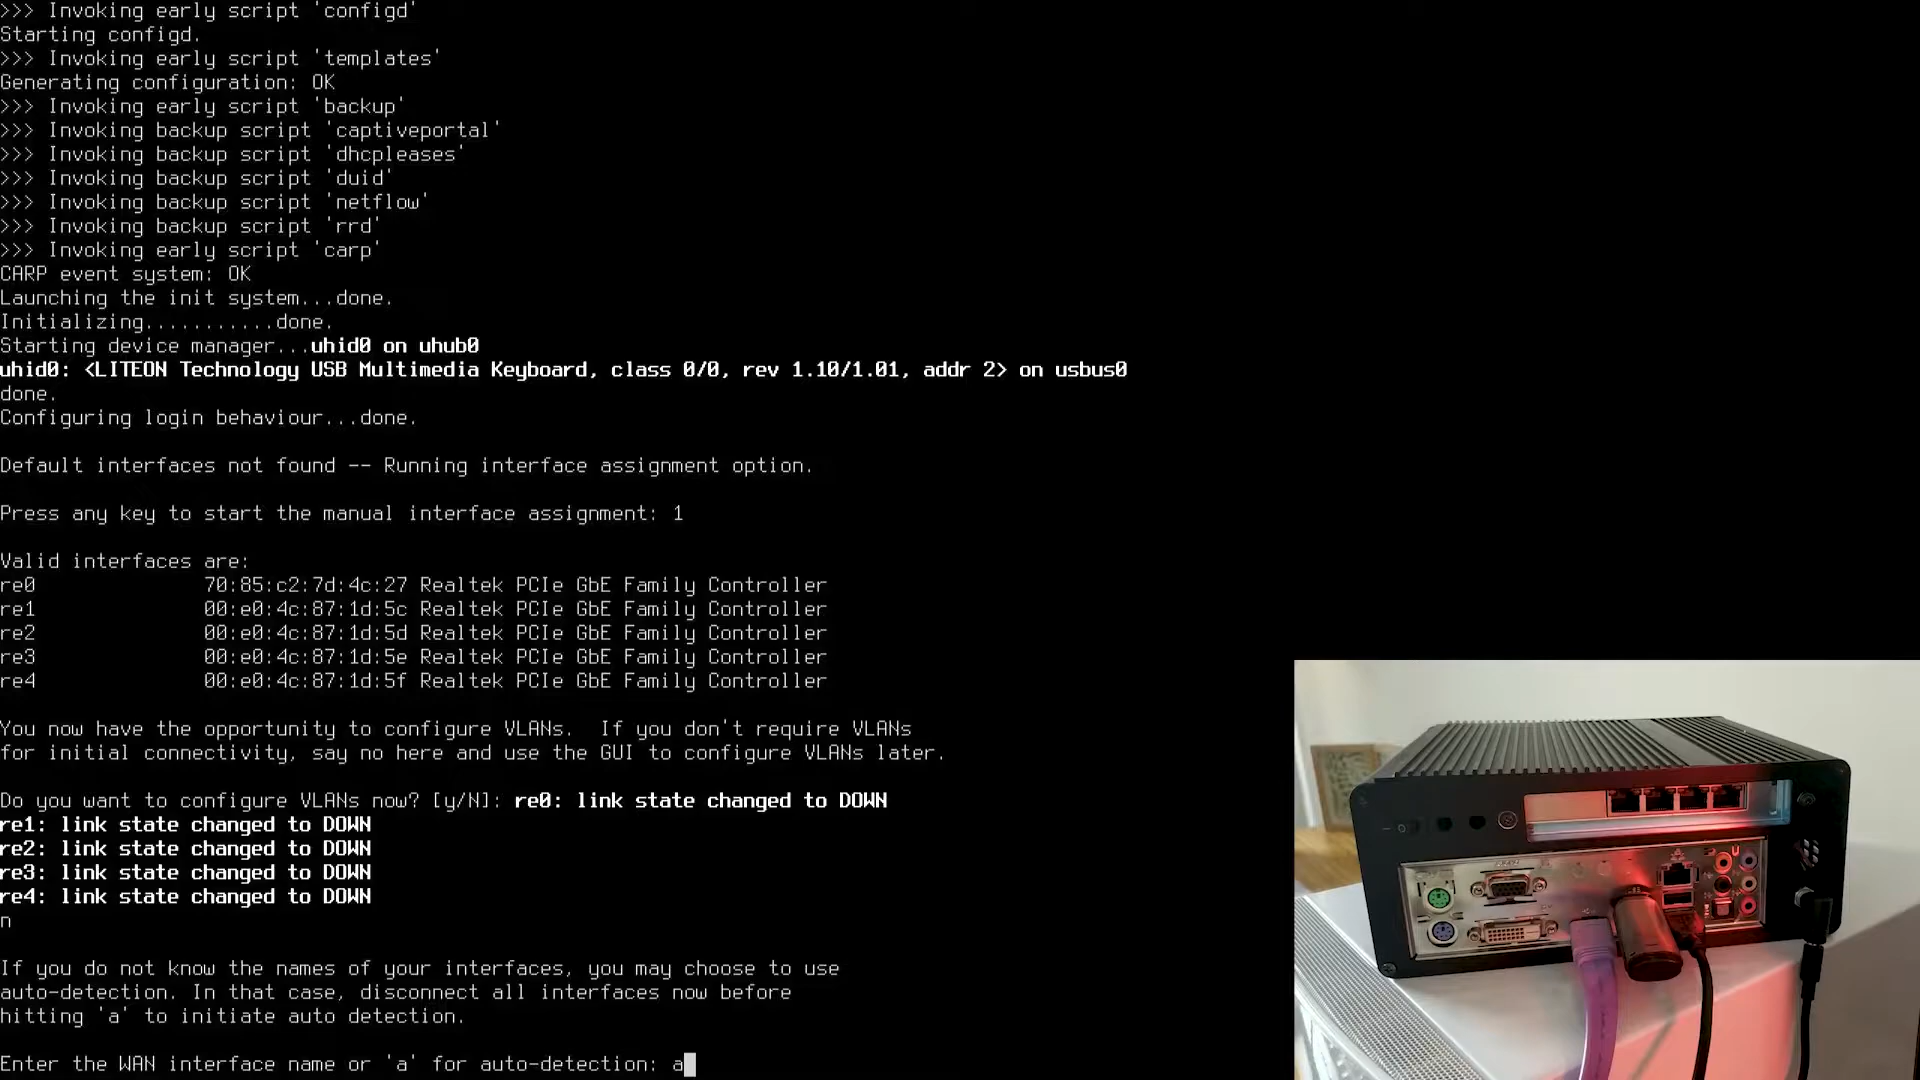 >>> Invoking early script 'configd'
Starting configd.
>>> Invoking early script 'templates'
Generating configuration: OK
>>> Invoking early script 'backup'
>>> Invoking backup script 'captiveportal'
>>> Invoking backup script 'dhcpleases'
>>> Invoking backup script 'duid'
>>> Invoking backup script 'netflow'
>>> Invoking backup script 'rrd'
>>> Invoking early script 'carp'
CARP event system: OK
Launching the init system...done.
Initializing...........done.
Starting device manager...uhid0 on uhub0
uhid0: <LITEON Technology USB Multimedia Keyboard, class 0/0, rev 1.10/1.01, addr 2> on usbus0
done.
Configuring login behaviour...done.
Default interfaces not found -- Running interface assignment option.
Press any key to start the manual interface assignment: 1
Valid interfaces are:
re0 70:85:c2:7d:4c:27 Realtek PCIe GbE Family Controller
re1 00:e0:4c:87:1d:5c Realtek PCIe GbE Family Controller
re2 00:e0:4c:87:1d:5d Realtek PCIe GbE Family Controller
re3 00:e0:4c:87:1d:5e Realtek PCIe GbE Family Controller
re4 00:e0:4c:87:1d:5f Realtek PCIe GbE Family Controller
You now have the opportunity to configure VLANs. If you don't require VLANs
for initial connectivity, say no here and use the GUI to configure VLANs later.
Do you want to configure VLANs now? [y/N]: re0: link state changed to DOWN
re1: link state changed to DOWN
re2: link state changed to DOWN
re3: link state changed to DOWN
re4: link state changed to DOWN
n
If you do not know the names of your interfaces, you may choose to use
auto-detection. In that case, disconnect all interfaces now before
hitting 'a' to initiate auto detection.
Enter the WAN interface name or 'a' for auto-detection: a